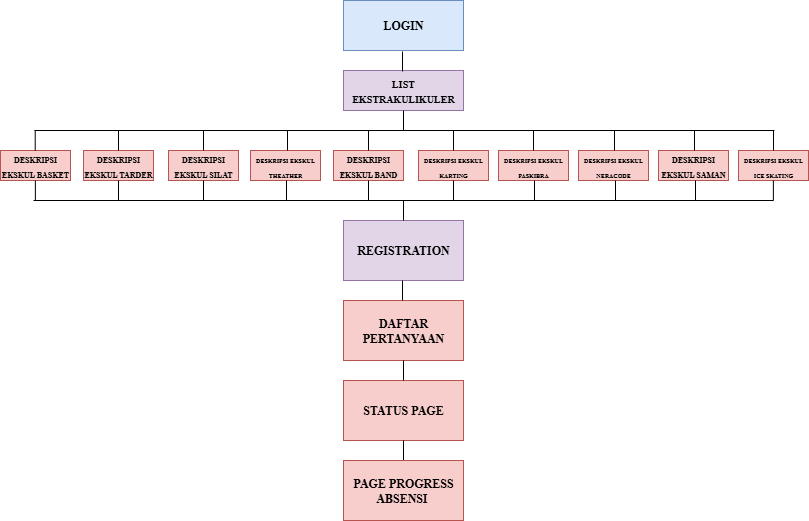 LOGIN
LIST
EKSTRAKULIKULER
DESKRIPSI
EKSKUL BASKET
DESKRIPSI
EKSKUL TARDER
DESKRIPSI
EKSKUL SILAT
DESKRIPSI EKSKUL
THEATHER
DESKRIPSI
EKSKUL BAND
DESKRIPSI EKSKUL
KARTING
DESKRIPSI EKSKUL
PASKIBRA
DESKRIPSI EKSKUL
NERACODE
DESKRIPSI
EKSKUL SAMAN
DESKRIPSI EKSKUL
ICE SKATING
REGISTRATION
DAFTAR
PERTANYAAN
STATUS PAGE
PAGE PROGRESS
ABSENSI